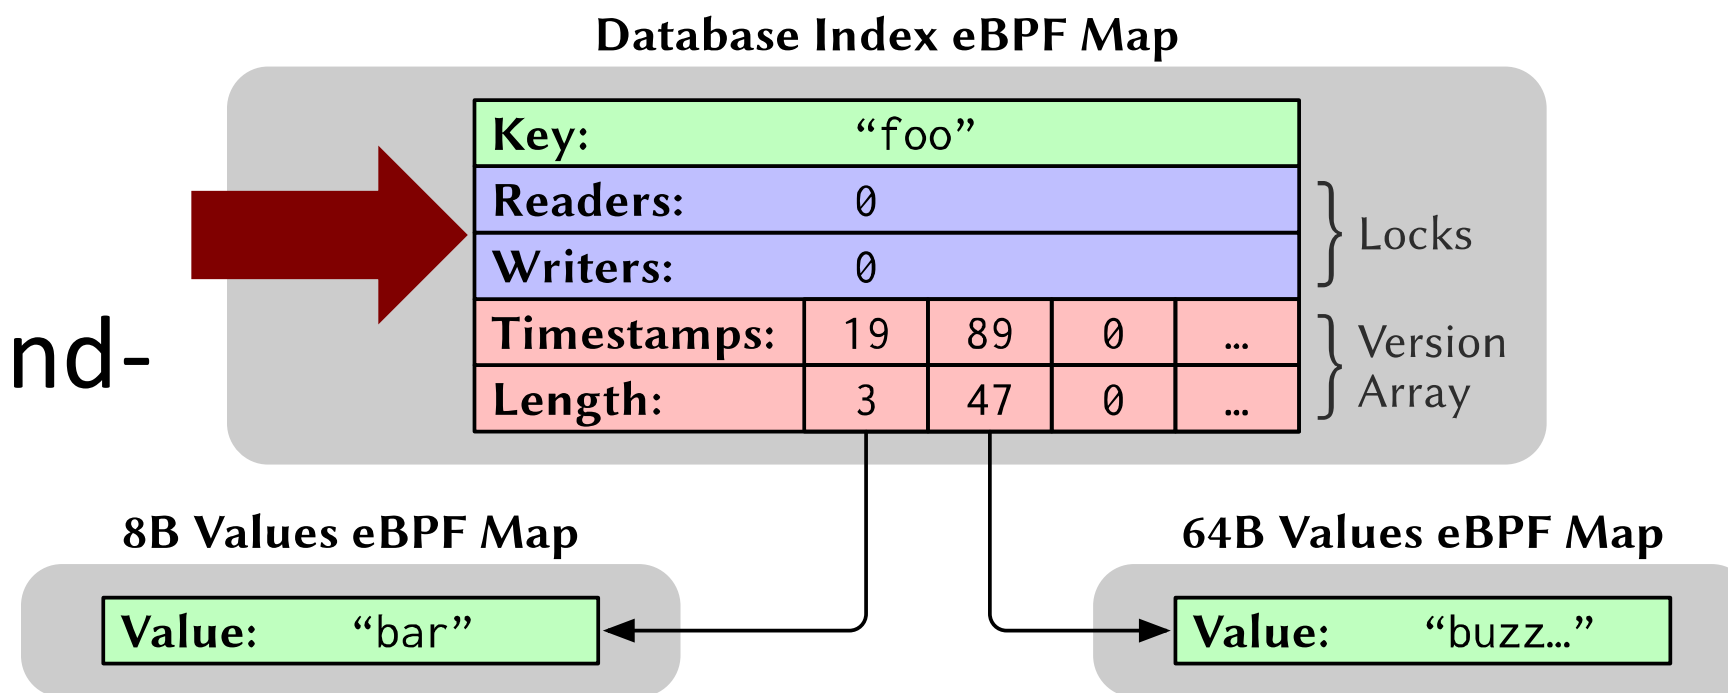 Database Index eBPF Map
Key: “foo”
Readers: 0
Writers: 0
Locks
Timestamps: 19 89 0 …
Length: 3 47 0 …
Version
Array
nd-
8B Values eBPF Map
64B Values eBPF Map
Value: “bar”
Value: “buzz…”